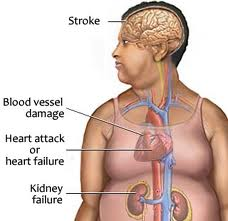 Stroke
Blood vessel
damage
Heart attack
or
heart failure
Kidney
failure